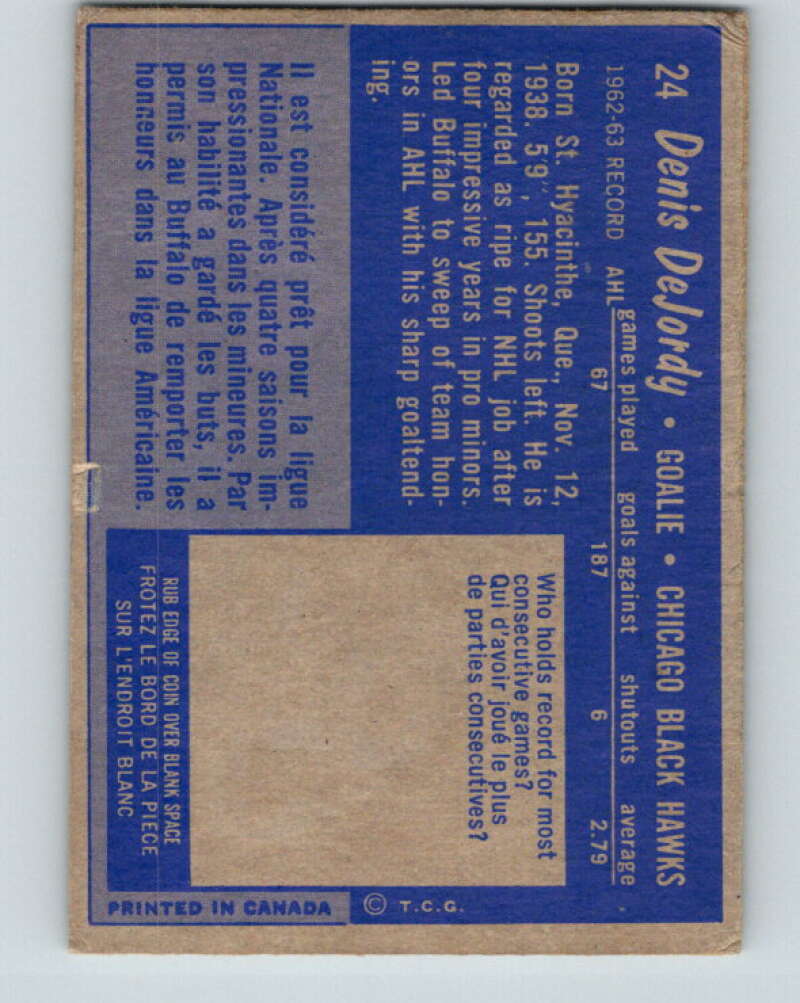 24 Denis DeJordy • GOALIE • CHICAGO BLACK HAWKS
games played goals against shutouts average
1962-63 RECORD AHL 67 187 6 2.79
Born St. Hyacinthe, Que., Nov. 12,
1938. 5'9", 155. Shoots left. He is
regarded as ripe for NHL job after
four impressive years in pro minors.
Led Buffalo to sweep of team hon-
ors in AHL with his sharp goaltend-
ing.
Il est considéré prêt pour la ligue
Nationale. Après quatre saisons im-
pressionantes dans les mineures. Par
son habilité a gardé les buts, il a
permis au Buffalo de remporter les
honceurs dans la ligue Américaine.
Who holds record for most
consecutive games?
Qui d'avoir joué le plus
de parties consecutives?
RUB EDGE OF COIN OVER BLANK SPACE
FROTEZ LE BORD DE LA PIECE
SUR L'ENDROIT BLANC
© T.C.G.
PRINTED IN CANADA